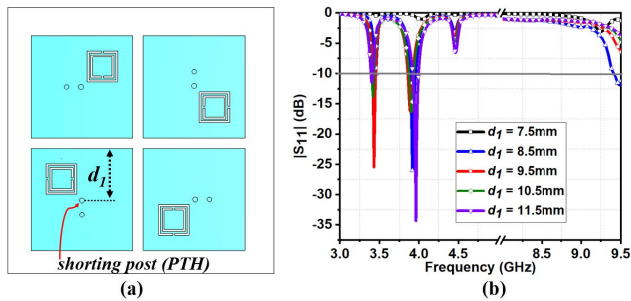 (a)
d1
shorting post (PTH)
(a)
0
-5
-10
-15
-20
-25
-30
-35
|S11| (dB)
d1 = 7.5mm
d1 = 8.5mm
d1 = 9.5mm
d1 = 10.5mm
d1 = 11.5mm
3.0 3.5 4.0 4.5 8.5 9.0 9.5
Frequency (GHz)
(b)